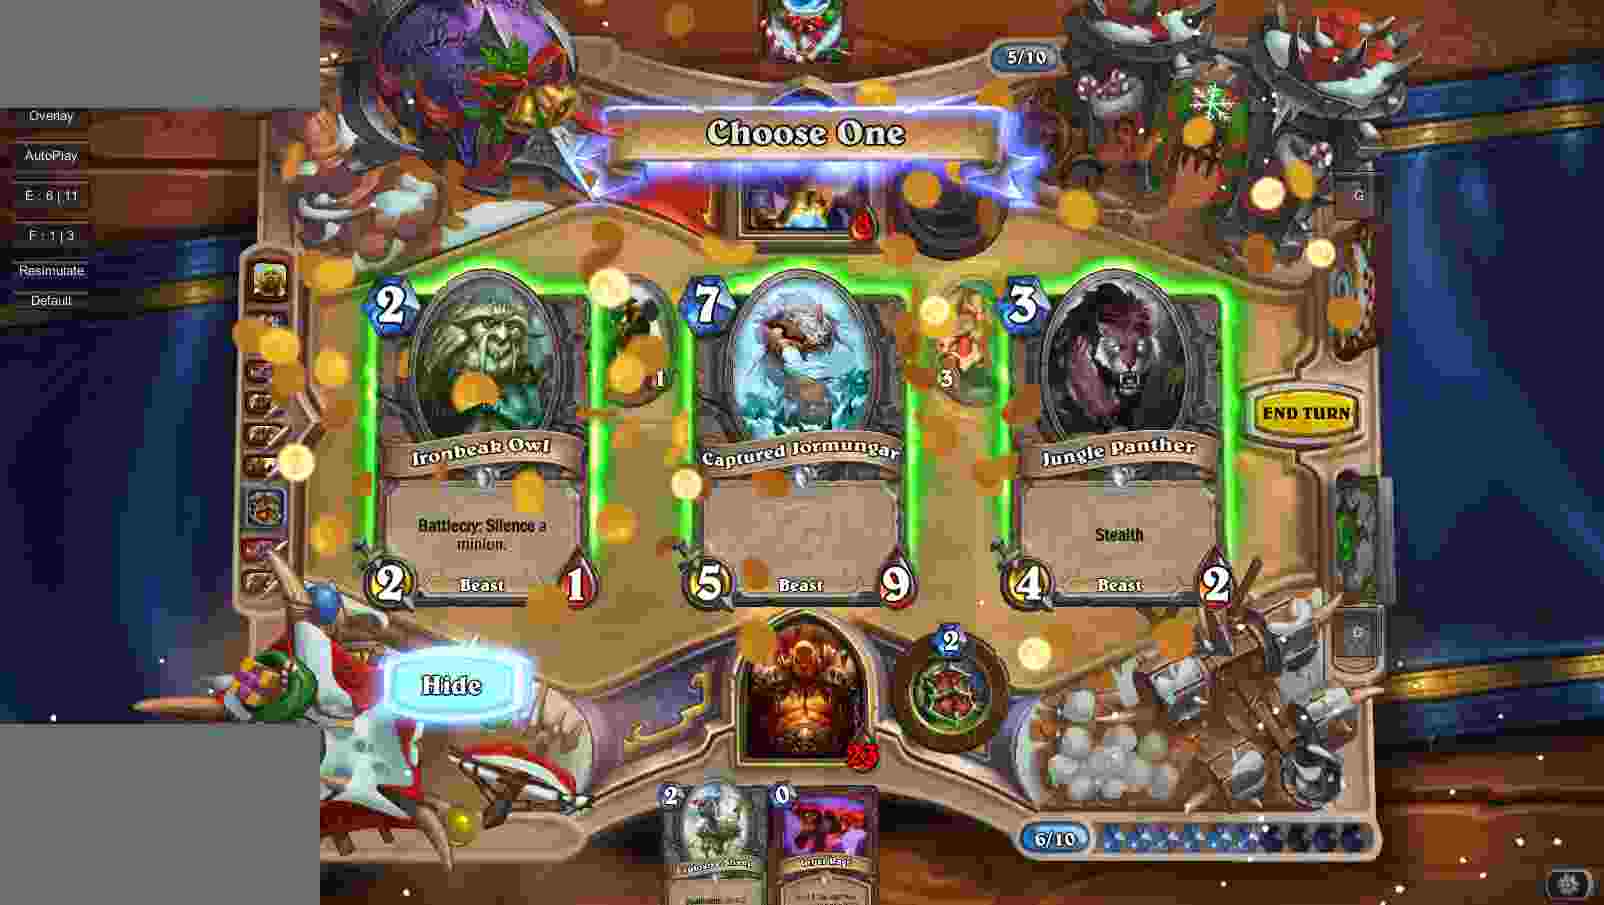 5/10
Choose One
Overlay
AutoPlay
E : 6 | 11
F : 1 | 3
Resimulate
Default
G
2
7
3
1
3
END TURN
Ironbeak Owl
Captured Jormungar
Jungle Panther
Battlecry: Silence a
minion.
Stealth
2
Beast
1
5
Beast
9
4
Beast
2
G
2
Hide
23
2
0
6/10